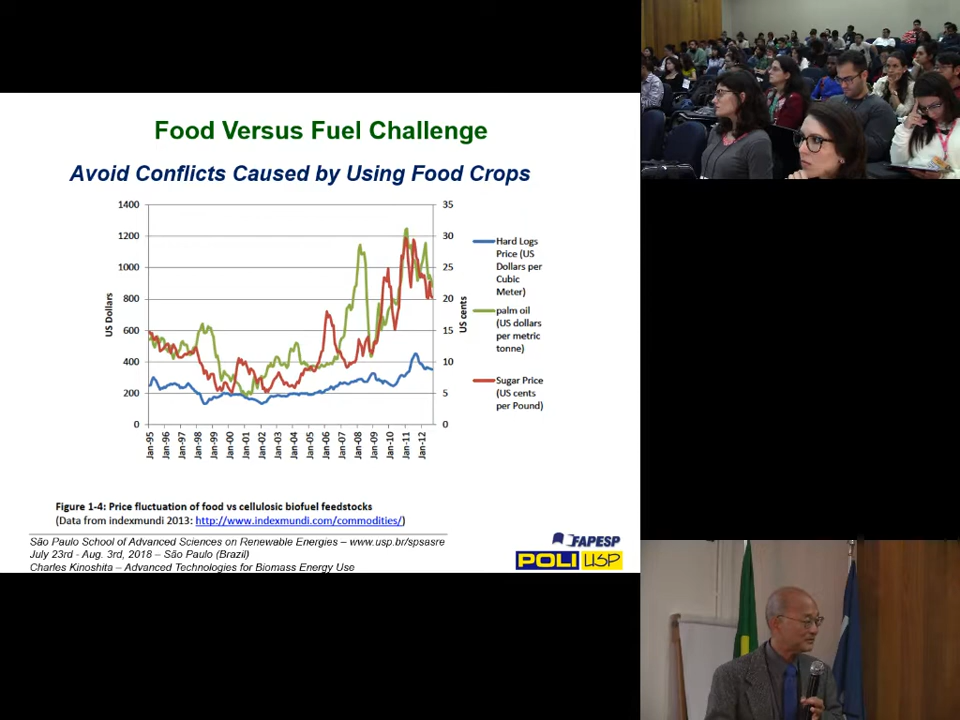 Food Versus Fuel Challenge
Avoid Conflicts Caused by Using Food Crops
1400
1200
1000
800
600
400
200
0
US Dollars
35
30
25
20
15
10
5
0
US cents
Jan-95
Jan-96
Jan-97
Jan-98
Jan-99
Jan-00
Jan-01
Jan-02
Jan-03
Jan-04
Jan-05
Jan-06
Jan-07
Jan-08
Jan-09
Jan-10
Jan-11
Jan-12
Hard Logs
Price (US
Dollars per
Cubic
Meter)
palm oil
(US dollars
per metric
tonne)
Sugar Price
(US cents
per Pound)
Figure 1-4: Price fluctuation of food vs cellulosic biofuel feedstocks
(Data from indexmundi 2013: http://www.indexmundi.com/commodities/)
São Paulo School of Advanced Sciences on Renewable Energies – www.usp.br/spsasre
July 23rd - Aug. 3rd, 2018 – São Paulo (Brazil)
Charles Kinoshita – Advanced Technologies for Biomass Energy Use
FAPESP
POLI USP